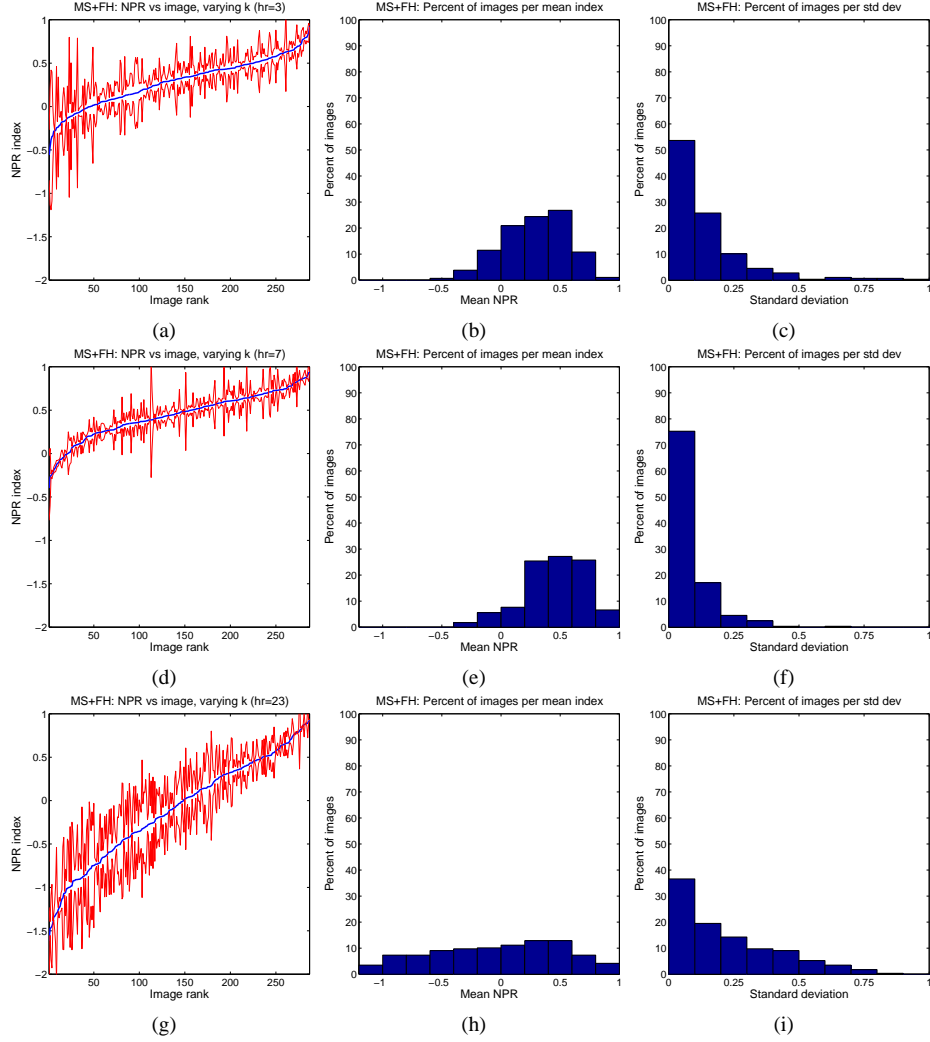 MS+FH: NPR vs image, varying k (hr=3)
MS+FH: Percent of images per mean index
MS+FH: Percent of images per std dev
1
0.5
0
−0.5
−1
−1.5
−2
NPR index
50 100 150 200 250
Image rank
100
90
80
70
60
50
40
30
20
10
0
Percent of images
−1 −0.5 0 0.5 1
Mean NPR
100
90
80
70
60
50
40
30
20
10
0
Percent of images
0 0.25 0.5 0.75 1
Standard deviation
(a)
(b)
(c)
MS+FH: NPR vs image, varying k (hr=7)
MS+FH: Percent of images per mean index
MS+FH: Percent of images per std dev
1
0.5
0
−0.5
−1
−1.5
−2
NPR index
50 100 150 200 250
Image rank
100
90
80
70
60
50
40
30
20
10
0
Percent of images
−1 −0.5 0 0.5 1
Mean NPR
100
90
80
70
60
50
40
30
20
10
0
Percent of images
0 0.25 0.5 0.75 1
Standard deviation
(d)
(e)
(f)
MS+FH: NPR vs image, varying k (hr=23)
MS+FH: Percent of images per mean index
MS+FH: Percent of images per std dev
1
0.5
0
−0.5
−1
−1.5
−2
NPR index
50 100 150 200 250
Image rank
100
90
80
70
60
50
40
30
20
10
0
Percent of images
−1 −0.5 0 0.5 1
Mean NPR
100
90
80
70
60
50
40
30
20
10
0
Percent of images
0 0.25 0.5 0.75 1
Standard deviation
(g)
(h)
(i)